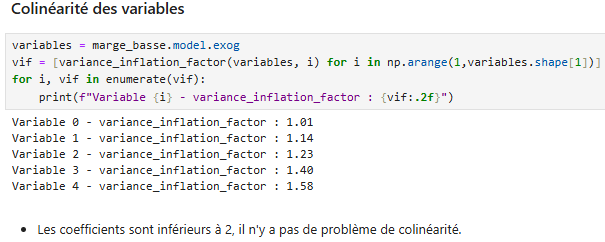 Colinéarité des variables
variables = marge_basse.model.exog
vif = [variance_inflation_factor(variables, i) for i in np.arange(1,variables.shape[1])]
for i, vif in enumerate(vif):
    print(f"Variable {i} - variance_inflation_factor : {vif:.2f}")
Variable 0 - variance_inflation_factor : 1.01
Variable 1 - variance_inflation_factor : 1.14
Variable 2 - variance_inflation_factor : 1.23
Variable 3 - variance_inflation_factor : 1.40
Variable 4 - variance_inflation_factor : 1.58
• Les coefficients sont inférieurs à 2, il n'y a pas de problème de colinéarité.